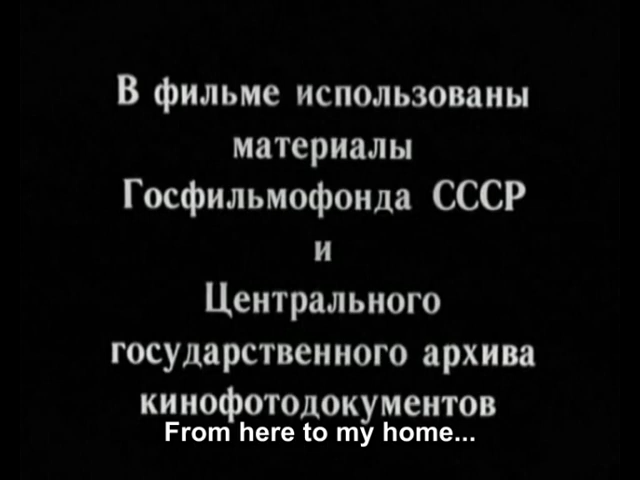 В фильме использованы
материалы
Госфильмофонда СССР
и
Центрального
государственного архива
кинофотодокументов
From here to my home...